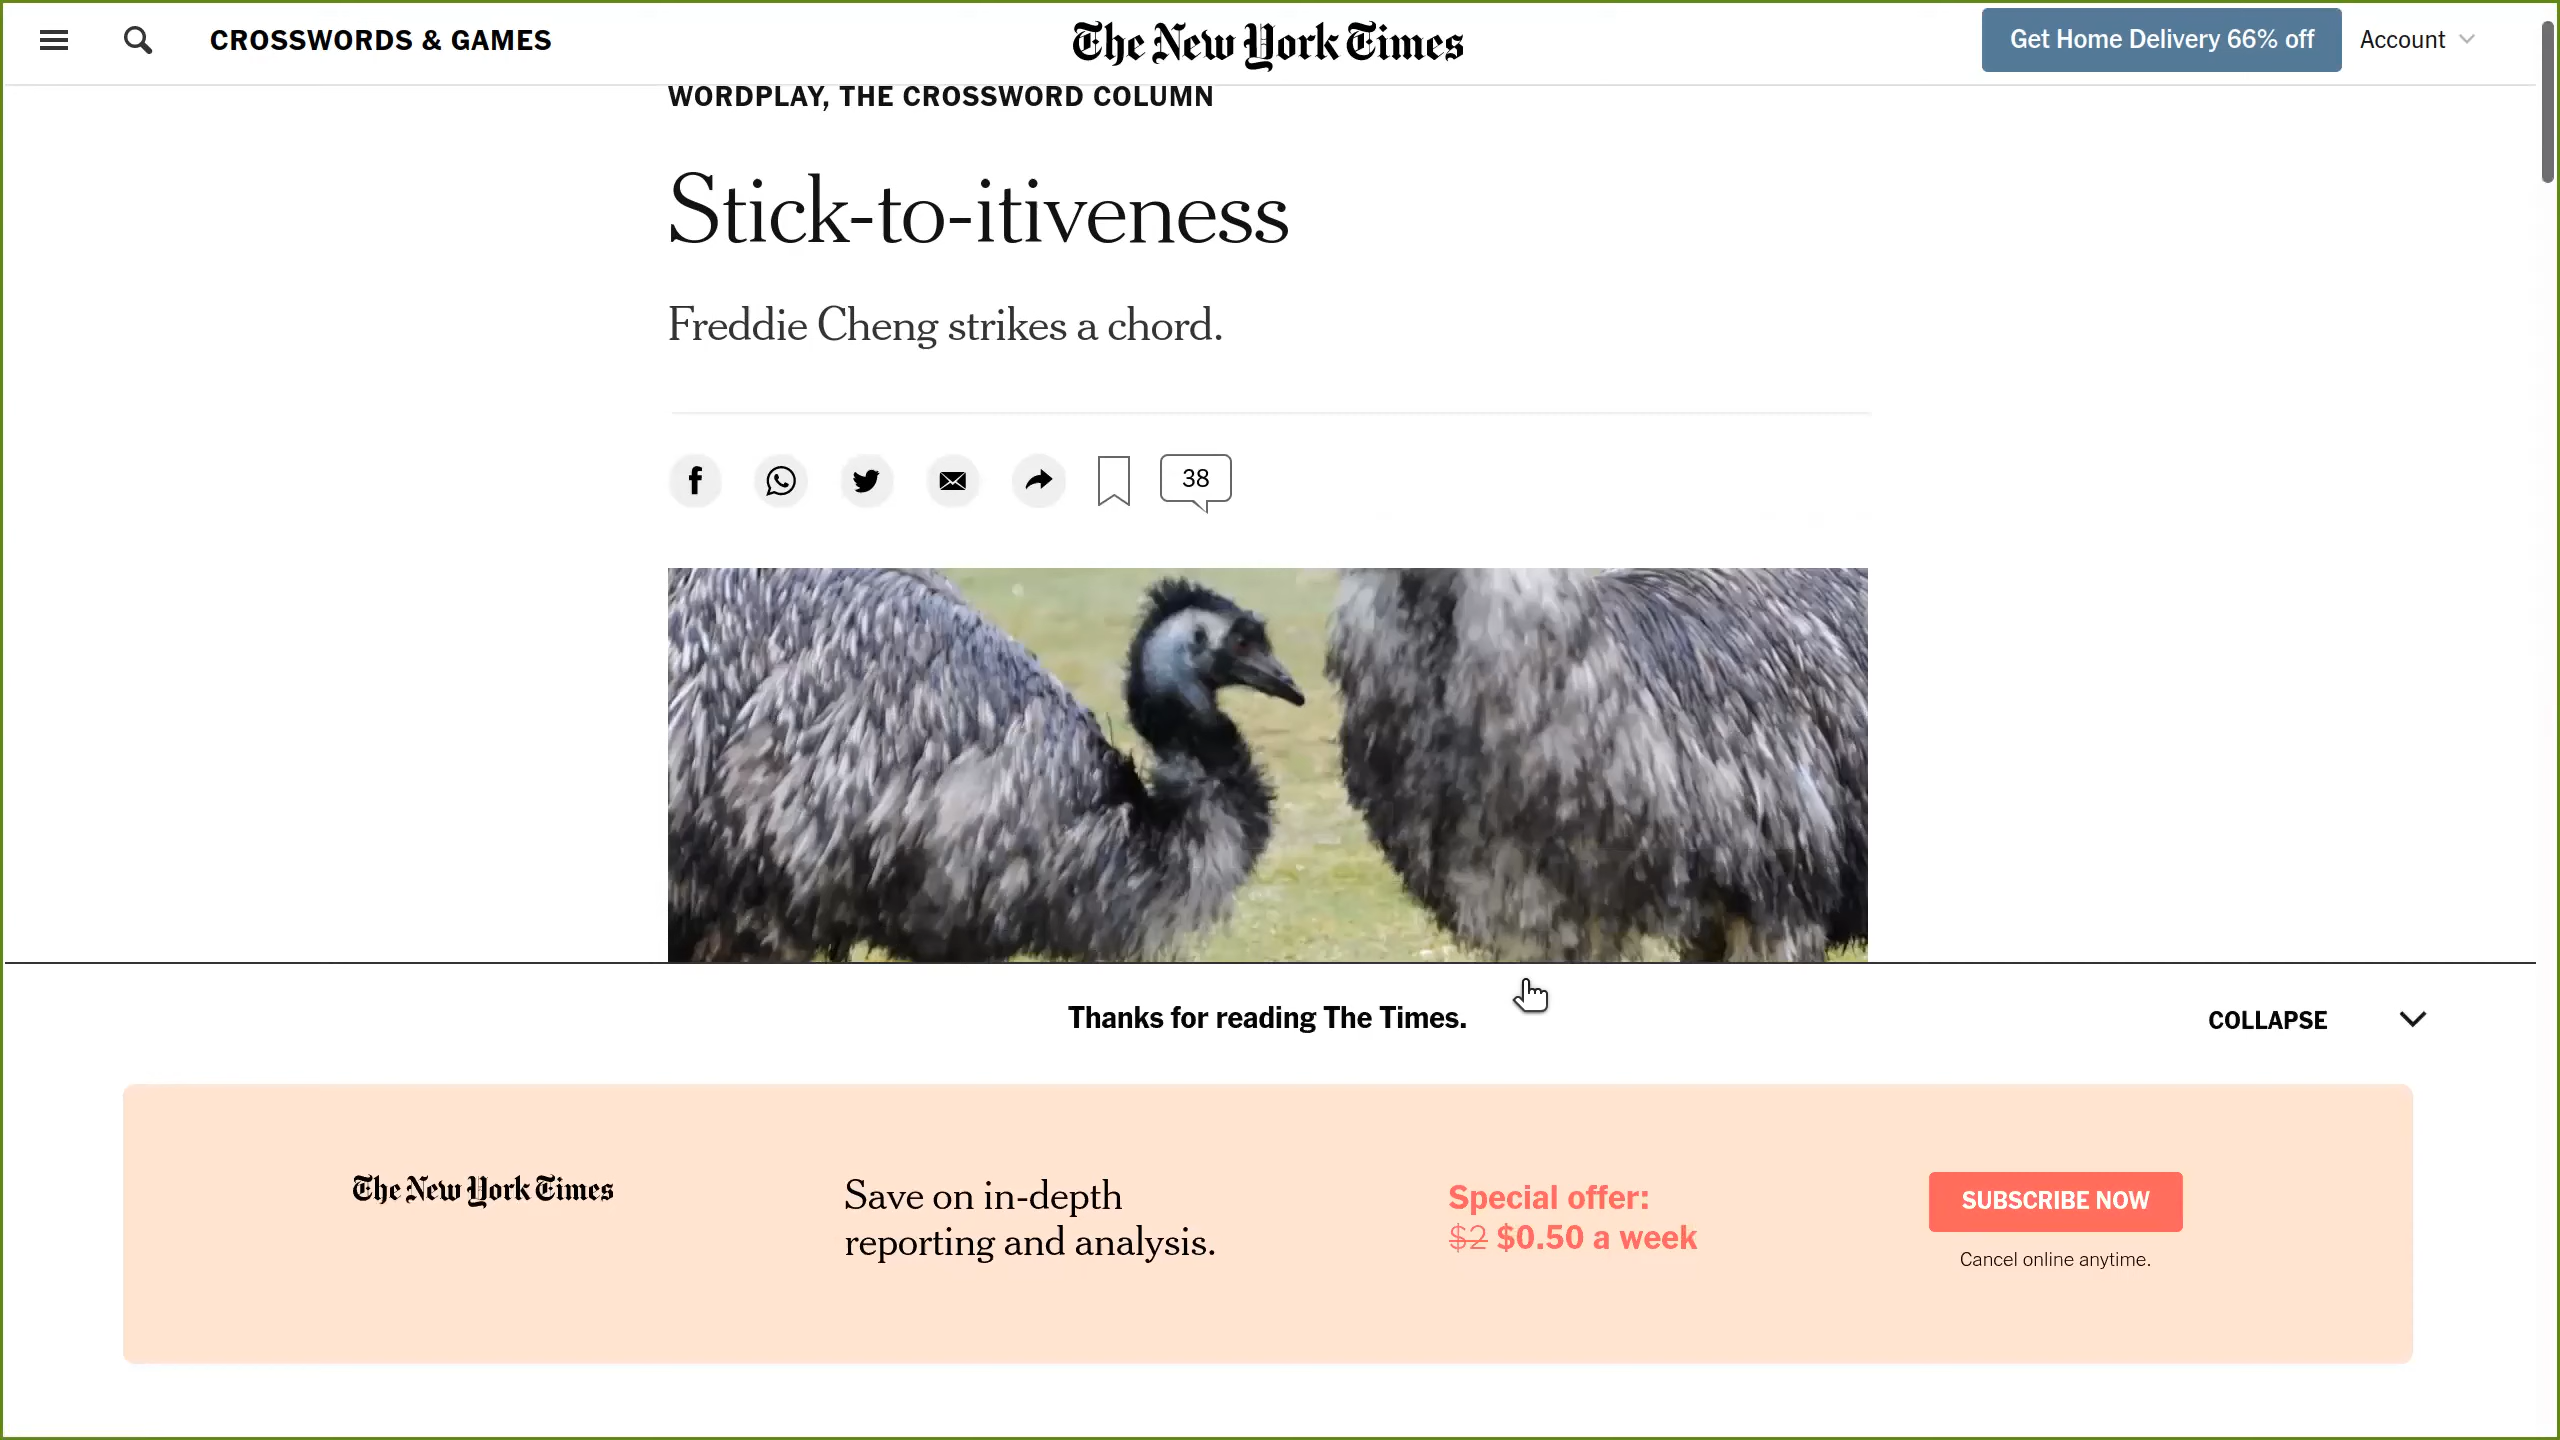 CROSSWORDS & GAMES
The New York Times
Get Home Delivery 66% off
Account
WORDPLAY, THE CROSSWORD COLUMN
Stick-to-itiveness
Freddie Cheng strikes a chord.
38
Thanks for reading The Times.
COLLAPSE
The New York Times
Save on in-depth
reporting and analysis.
Special offer:
$2 $0.50 a week
SUBSCRIBE NOW
Cancel online anytime.